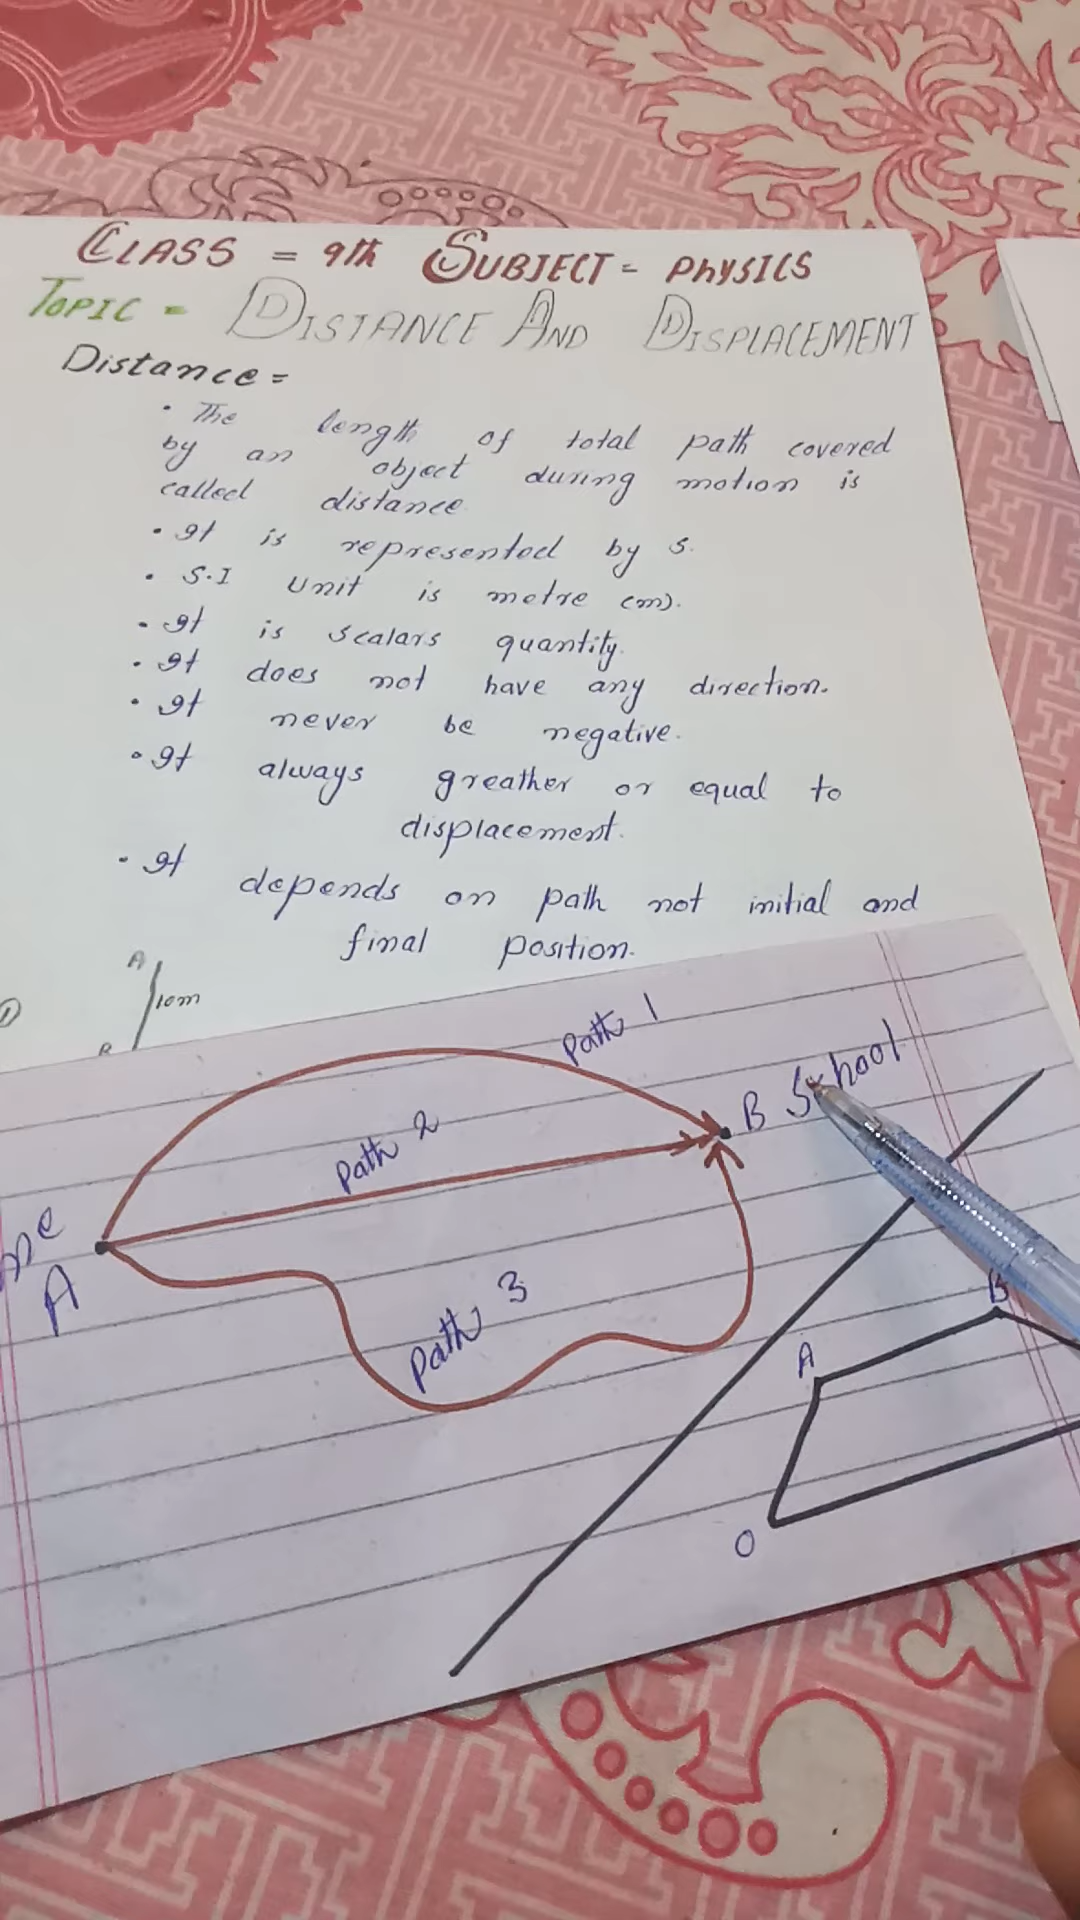 CLASS = 9th SUBJECT = PHYSICS
TOPIC = DISTANCE AND DISPLACEMENT
Distance =
• The length of total path covered
by an object during motion is
called distance
• It is represented by s.
• S.I Unit is metre (m).
• It is scalars quantity.
• It does not have any direction.
• It never be negative.
• It always greather or equal to
displacement.
• It depends on path not initial and
final position.
A
① 10m
B
Path 1
B School
Path 2
me
A
Path 3
B
A
O